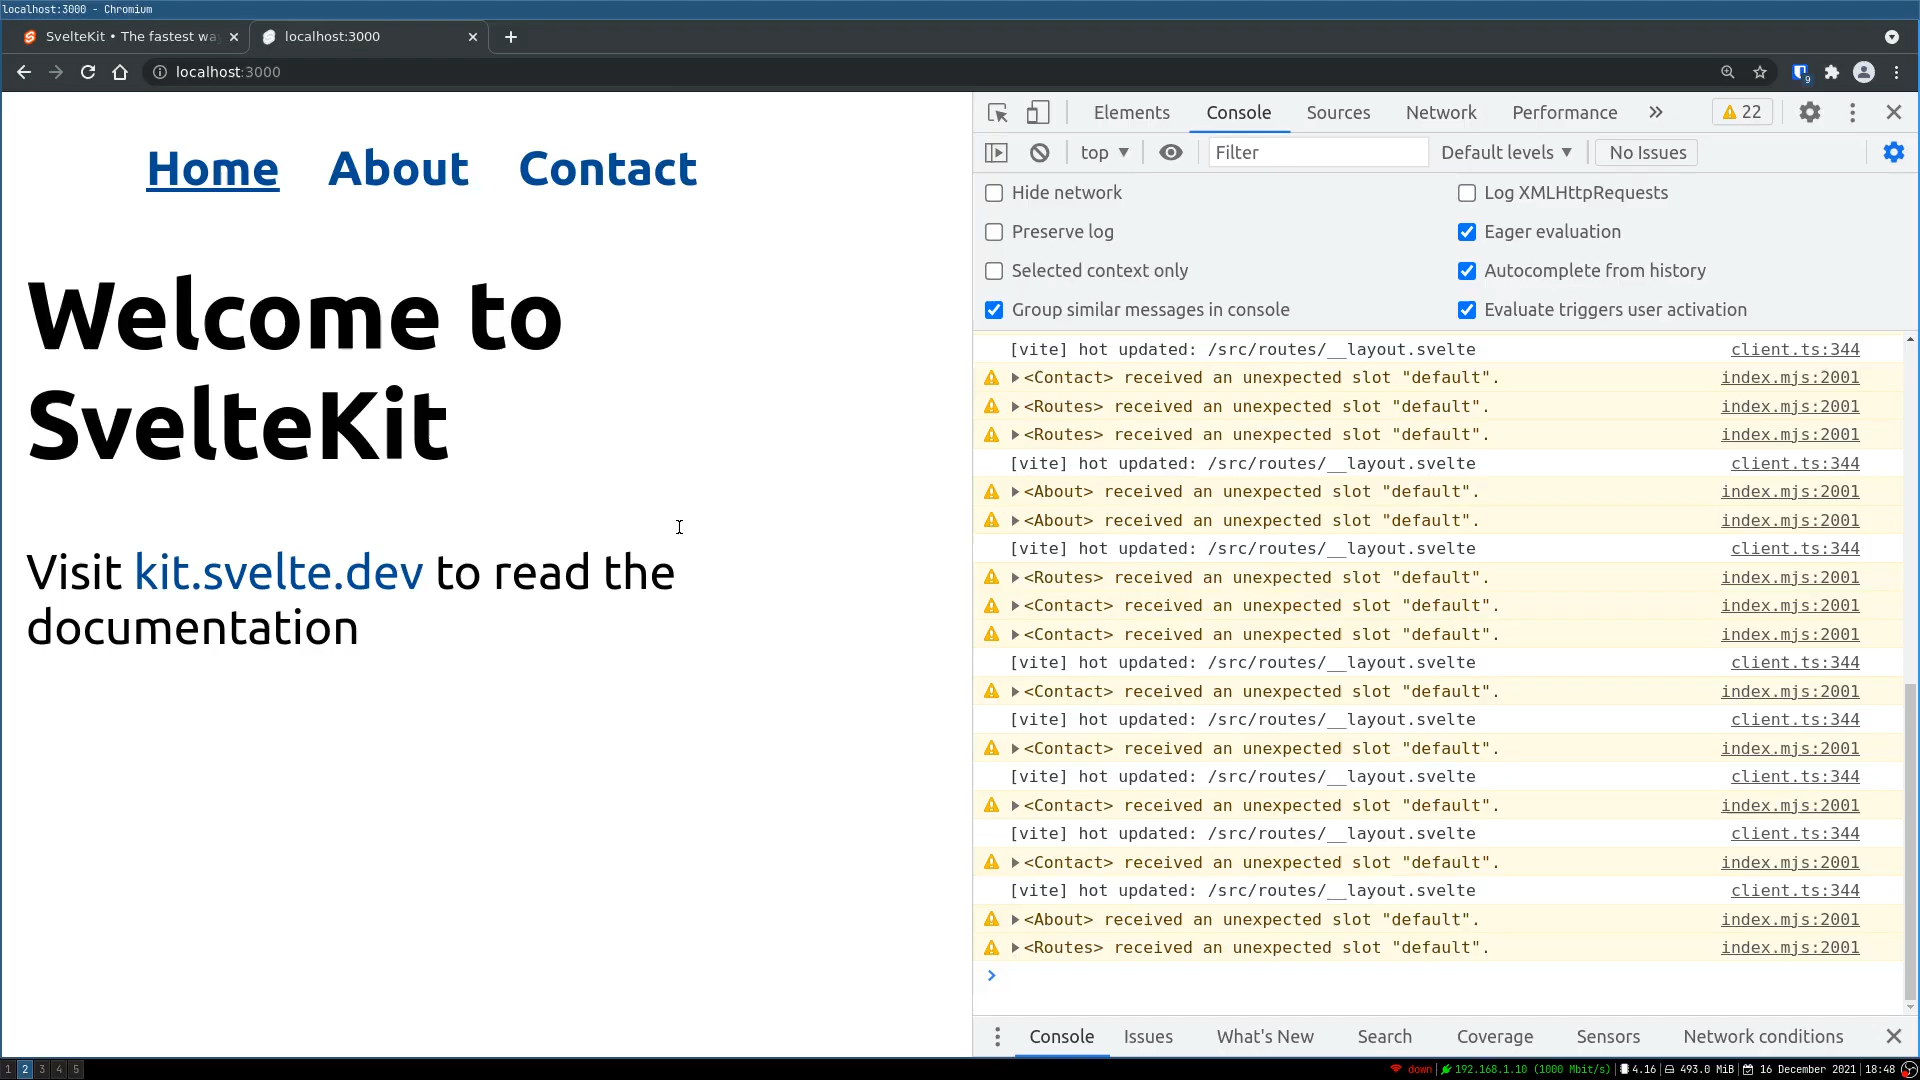 localhost:3000 - Chromium
SvelteKit • The fastest wa
localhost:3000
localhost:3000
9
Home About Contact
Welcome to
SvelteKit
Visit kit.svelte.dev to read the
documentation
Elements Console Sources Network Performance » 22
top Filter Default levels No Issues
Hide network Log XMLHttpRequests
Preserve log Eager evaluation
Selected context only Autocomplete from history
Group similar messages in console Evaluate triggers user activation
[vite] hot updated: /src/routes/__layout.svelte client.ts:344
<Contact> received an unexpected slot "default". index.mjs:2001
<Routes> received an unexpected slot "default". index.mjs:2001
<Routes> received an unexpected slot "default". index.mjs:2001
[vite] hot updated: /src/routes/__layout.svelte client.ts:344
<About> received an unexpected slot "default". index.mjs:2001
<About> received an unexpected slot "default". index.mjs:2001
[vite] hot updated: /src/routes/__layout.svelte client.ts:344
<Routes> received an unexpected slot "default". index.mjs:2001
<Contact> received an unexpected slot "default". index.mjs:2001
<Contact> received an unexpected slot "default". index.mjs:2001
[vite] hot updated: /src/routes/__layout.svelte client.ts:344
<Contact> received an unexpected slot "default". index.mjs:2001
[vite] hot updated: /src/routes/__layout.svelte client.ts:344
<Contact> received an unexpected slot "default". index.mjs:2001
[vite] hot updated: /src/routes/__layout.svelte client.ts:344
<Contact> received an unexpected slot "default". index.mjs:2001
[vite] hot updated: /src/routes/__layout.svelte client.ts:344
<Contact> received an unexpected slot "default". index.mjs:2001
[vite] hot updated: /src/routes/__layout.svelte client.ts:344
<About> received an unexpected slot "default". index.mjs:2001
<Routes> received an unexpected slot "default". index.mjs:2001
Console Issues What's New Search Coverage Sensors Network conditions
1 2 3 4 5
down | 192.168.1.10 (1000 Mbit/s) | 4.16 | 493.0 MiB | 16 December 2021 | 18:48